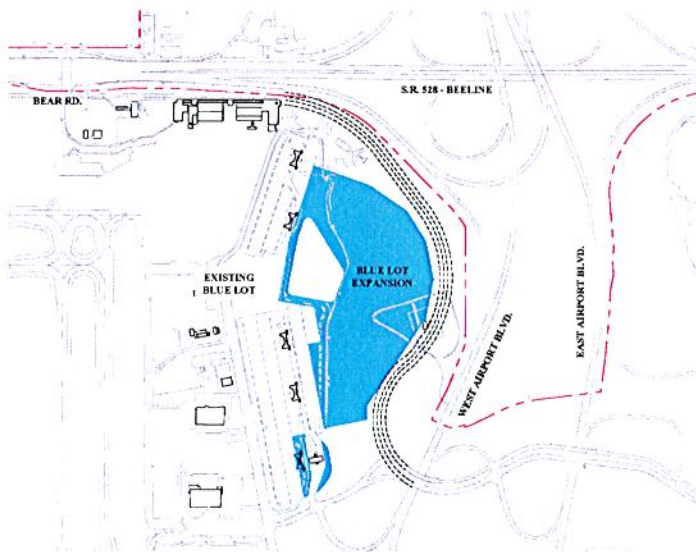 S.R. 528 - BEELINE
BEAR RD.
EXISTING
BLUE LOT
BLUE LOT
EXPANSION
WEST AIRPORT BLVD.
EAST AIRPORT BLVD.